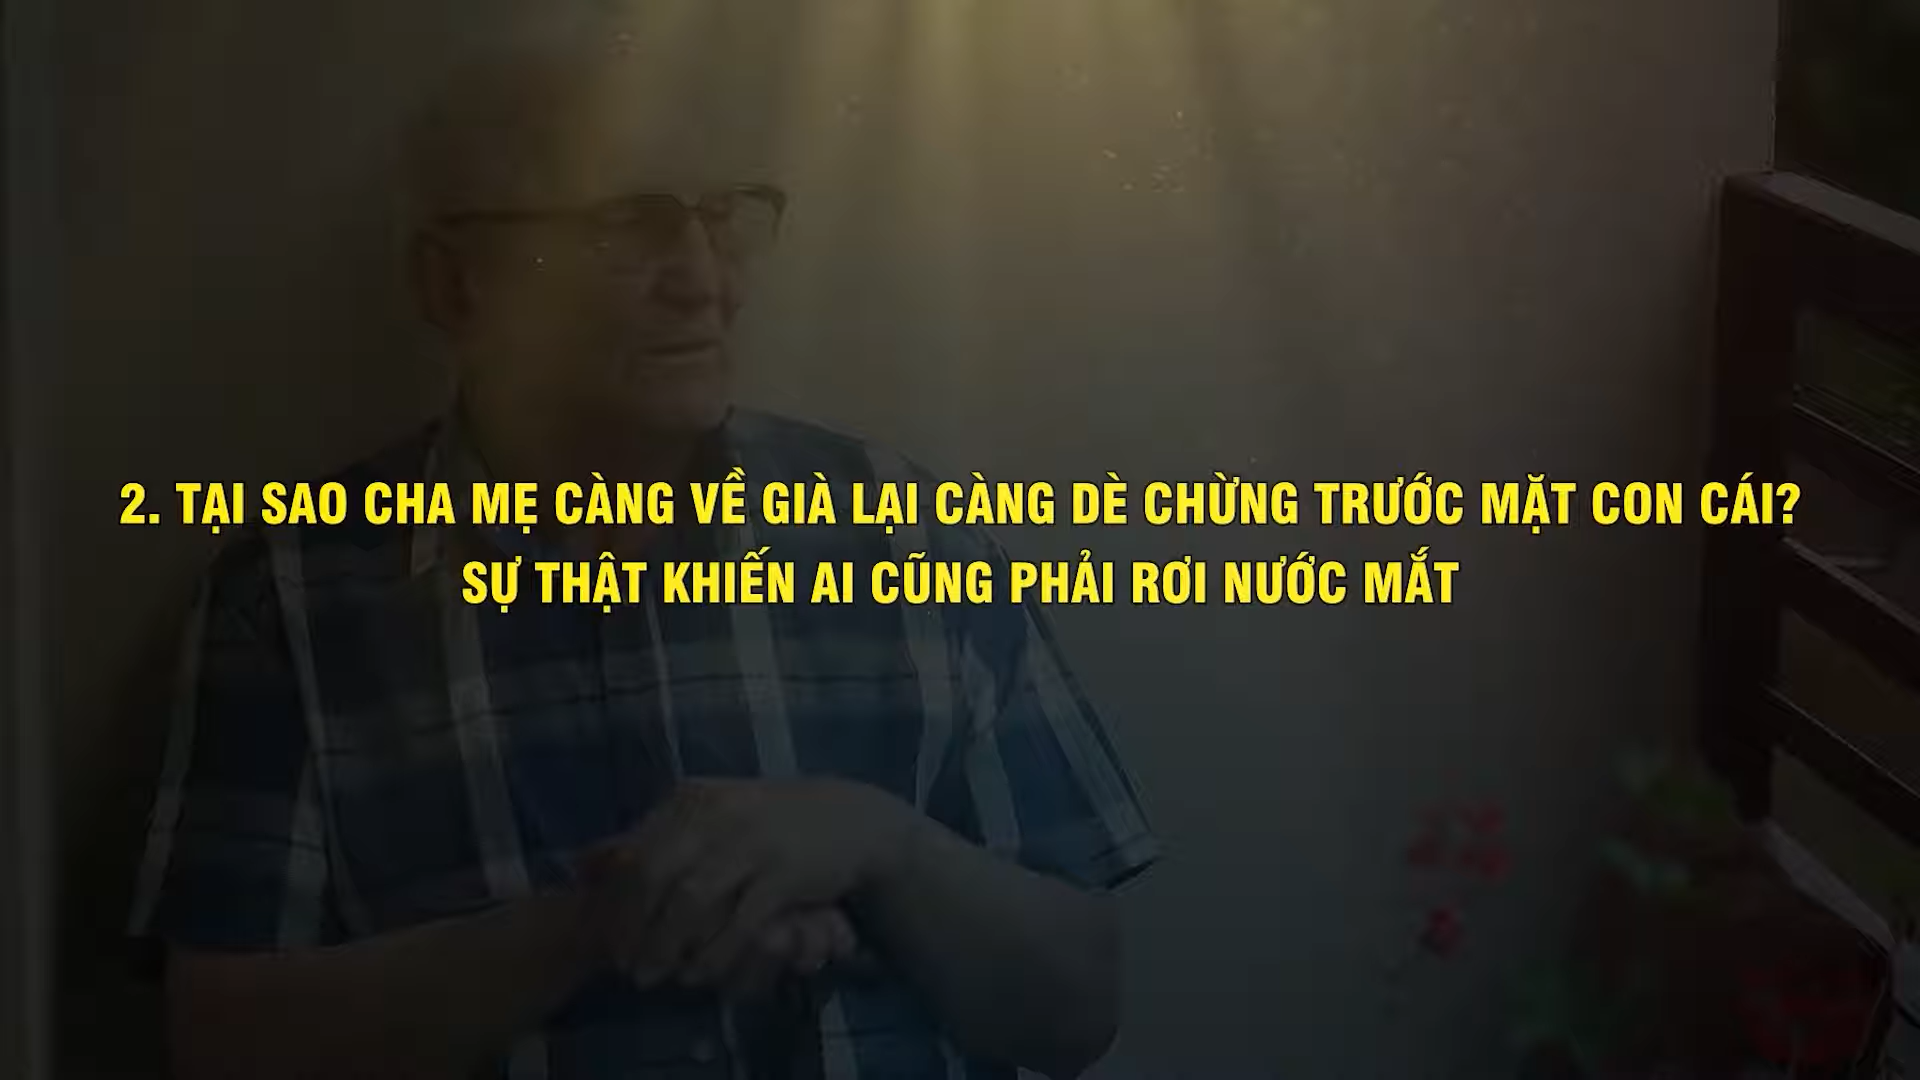 2. TẠI SAO CHA MẸ CÀNG VỀ GIÀ LẠI CÀNG DÈ CHỪNG TRƯỚC MẶT CON CÁI?
SỰ THẬT KHIẾN AI CŨNG PHẢI RƠI NƯỚC MẮT